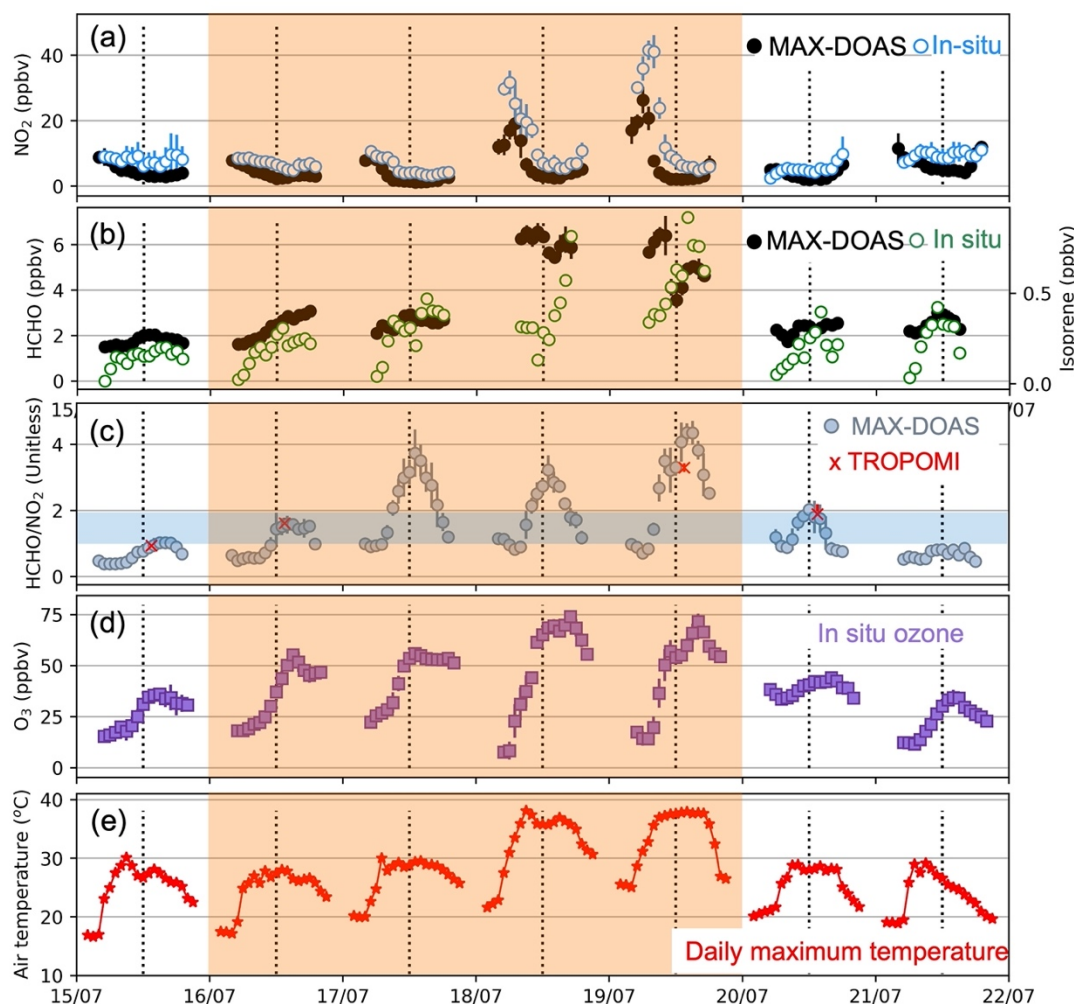 (a)
MAX-DOAS In-situ
NO₂ (ppbv)
40
20
0
(b)
MAX-DOAS In situ
HCHO (ppbv)
6
4
2
0
Isoprene (ppbv)
0.5
0.0
15/ /07
(c)
MAX-DOAS
x TROPOMI
HCHO/NO₂ (Unitless)
4
2
0
(d)
In situ ozone
O₃ (ppbv)
75
50
25
0
(e)
Air temperature (°C)
40
30
20
10
Daily maximum temperature
15/07 16/07 17/07 18/07 19/07 20/07 21/07 22/07